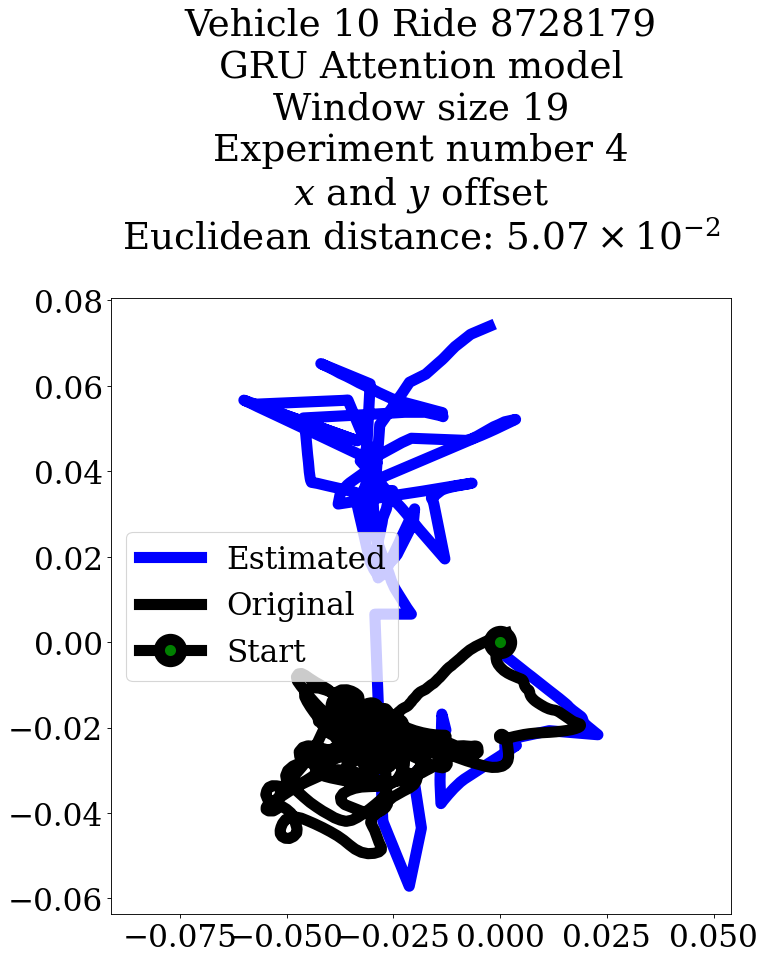 Vehicle 10 Ride 8728179
GRU Attention model
Window size 19
Experiment number 4
x and y offset
Euclidean distance: 5.07 × 10⁻²
0.08
0.06
0.04
0.02
0.00
−0.02
−0.04
−0.06
Estimated
Original
Start
−0.075 −0.050 −0.025 0.000 0.025 0.050